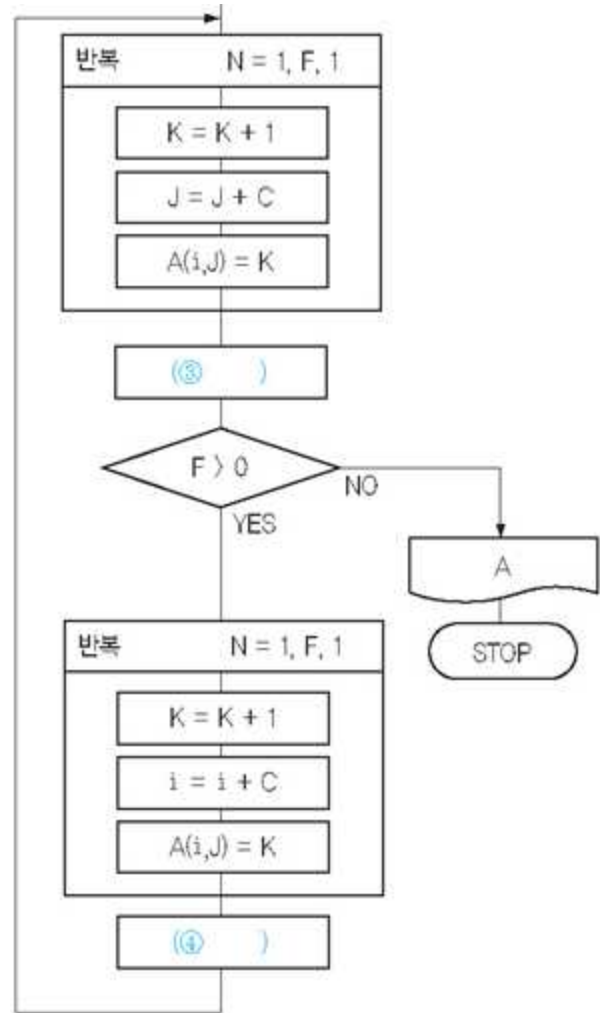 반복 N = 1, F, 1
K = K + 1
J = J + C
A(i,J) = K
(③ )
F > 0
NO
YES
A
STOP
반복 N = 1, F, 1
K = K + 1
i = i + C
A(i,J) = K
(④ )